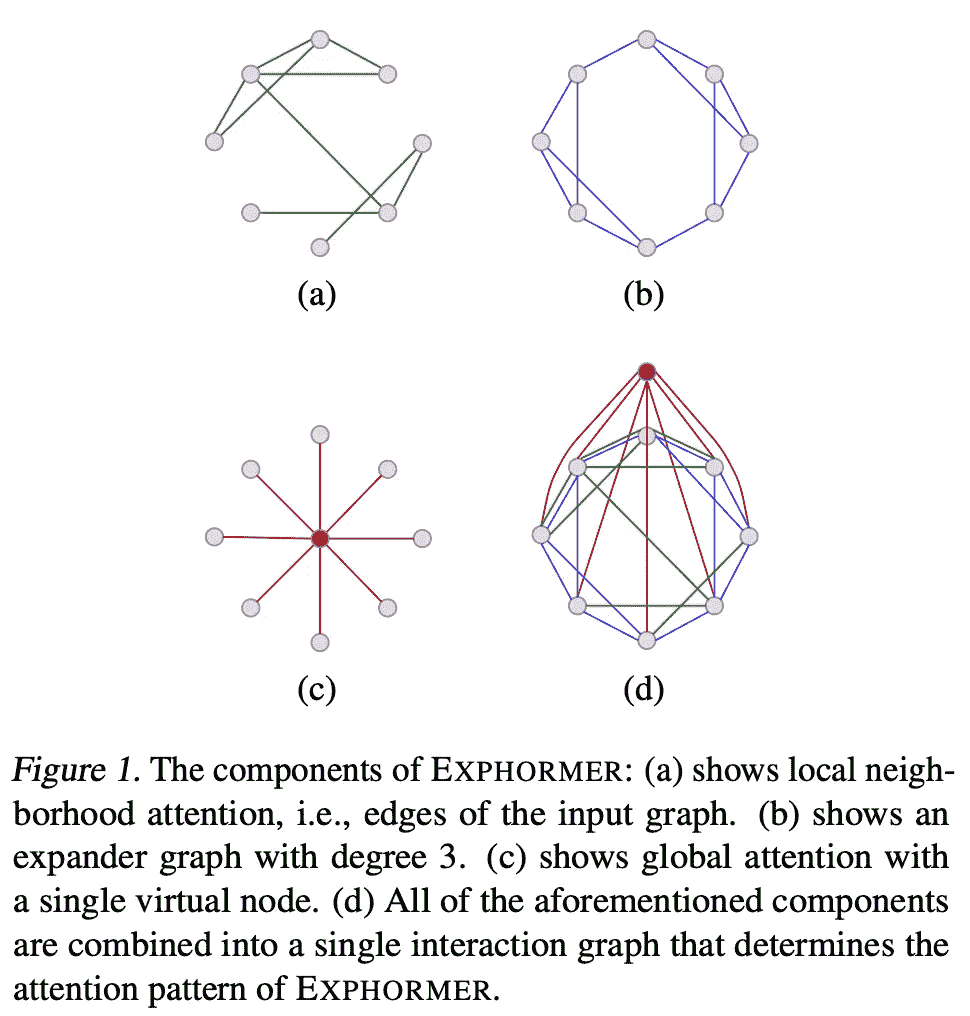 (a) (b)
(c) (d)
Figure 1. The components of EXPHORMER: (a) shows local neigh-
borhood attention, i.e., edges of the input graph. (b) shows an
expander graph with degree 3. (c) shows global attention with
a single virtual node. (d) All of the aforementioned components
are combined into a single interaction graph that determines the
attention pattern of EXPHORMER.